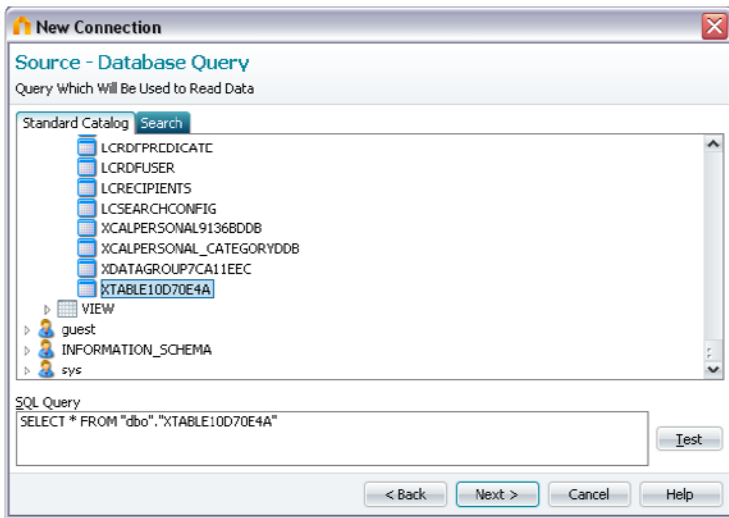 New Connection
Source - Database Query
Query Which Will Be Used to Read Data
Standard Catalog Search
LCRDFPREDICATE
LCRDFUSER
LCRECIPIENTS
LCSEARCHCONFIG
XCALPERSONAL9136BDDB
XCALPERSONAL_CATEGORYDDB
XDATAGROUP7CA11EEC
XTABLE10D70E4A
VIEW
guest
INFORMATION_SCHEMA
sys
SQL Query
SELECT * FROM "dbo"."XTABLE10D70E4A"
Test
< Back Next > Cancel Help